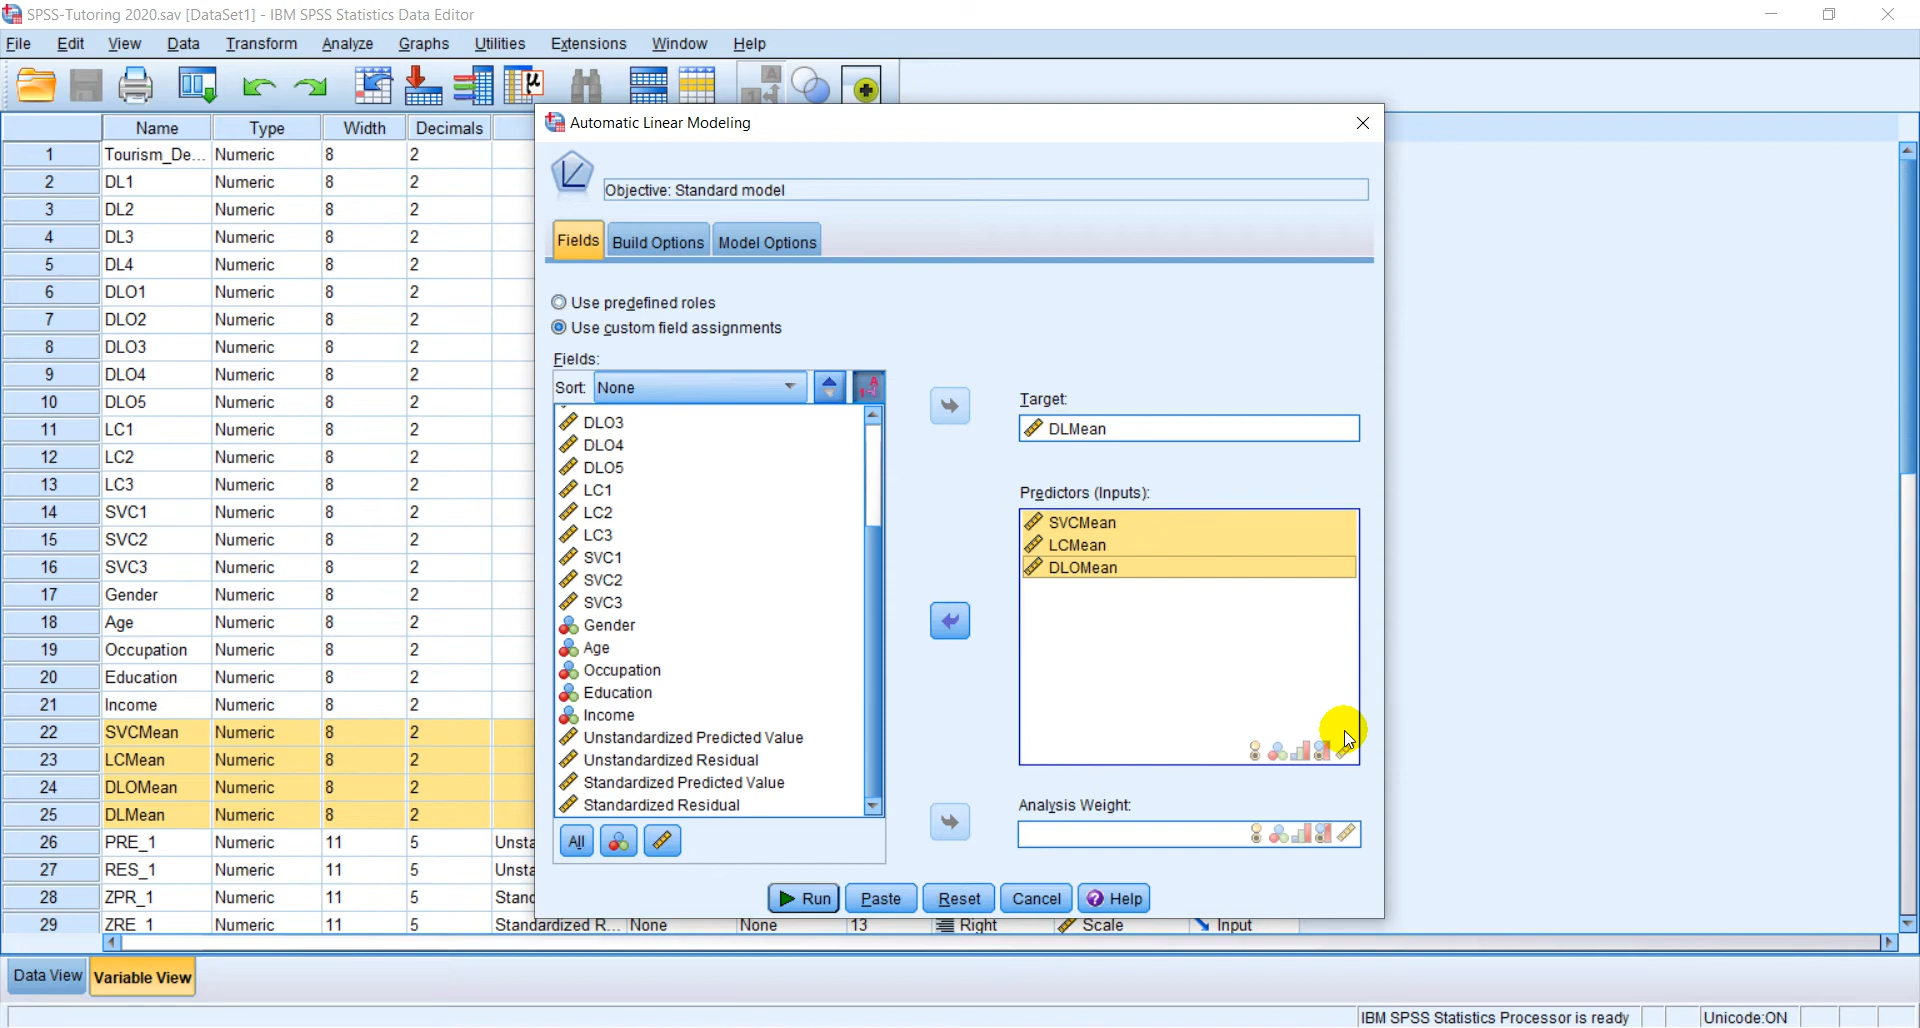 SPSS-Tutoring 2020.sav [DataSet1] - IBM SPSS Statistics Data Editor
File Edit View Data Transform Analyze Graphs Utilities Extensions Window Help
Name Type Width Decimals
1 Tourism_De... Numeric 8 2
2 DL1 Numeric 8 2
3 DL2 Numeric 8 2
4 DL3 Numeric 8 2
5 DL4 Numeric 8 2
6 DLO1 Numeric 8 2
7 DLO2 Numeric 8 2
8 DLO3 Numeric 8 2
9 DLO4 Numeric 8 2
10 DLO5 Numeric 8 2
11 LC1 Numeric 8 2
12 LC2 Numeric 8 2
13 LC3 Numeric 8 2
14 SVC1 Numeric 8 2
15 SVC2 Numeric 8 2
16 SVC3 Numeric 8 2
17 Gender Numeric 8 2
18 Age Numeric 8 2
19 Occupation Numeric 8 2
20 Education Numeric 8 2
21 Income Numeric 8 2
22 SVCMean Numeric 8 2
23 LCMean Numeric 8 2
24 DLOMean Numeric 8 2
25 DLMean Numeric 8 2
26 PRE_1 Numeric 11 5 Unsta
27 RES_1 Numeric 11 5 Unsta
28 ZPR_1 Numeric 11 5 Stand
29 ZRE_1 Numeric 11 5 Standardized R... None None 13 Right Scale Input
Automatic Linear Modeling
Objective: Standard model
Fields Build Options Model Options
Use predefined roles
Use custom field assignments
Fields:
Sort: None
DLO3
DLO4
DLO5
LC1
LC2
LC3
SVC1
SVC2
SVC3
Gender
Age
Occupation
Education
Income
Unstandardized Predicted Value
Unstandardized Residual
Standardized Predicted Value
Standardized Residual
All
Target:
DLMean
Predictors (Inputs):
SVCMean
LCMean
DLOMean
Analysis Weight:
Run Paste Reset Cancel Help
Data View Variable View
IBM SPSS Statistics Processor is ready Unicode:ON